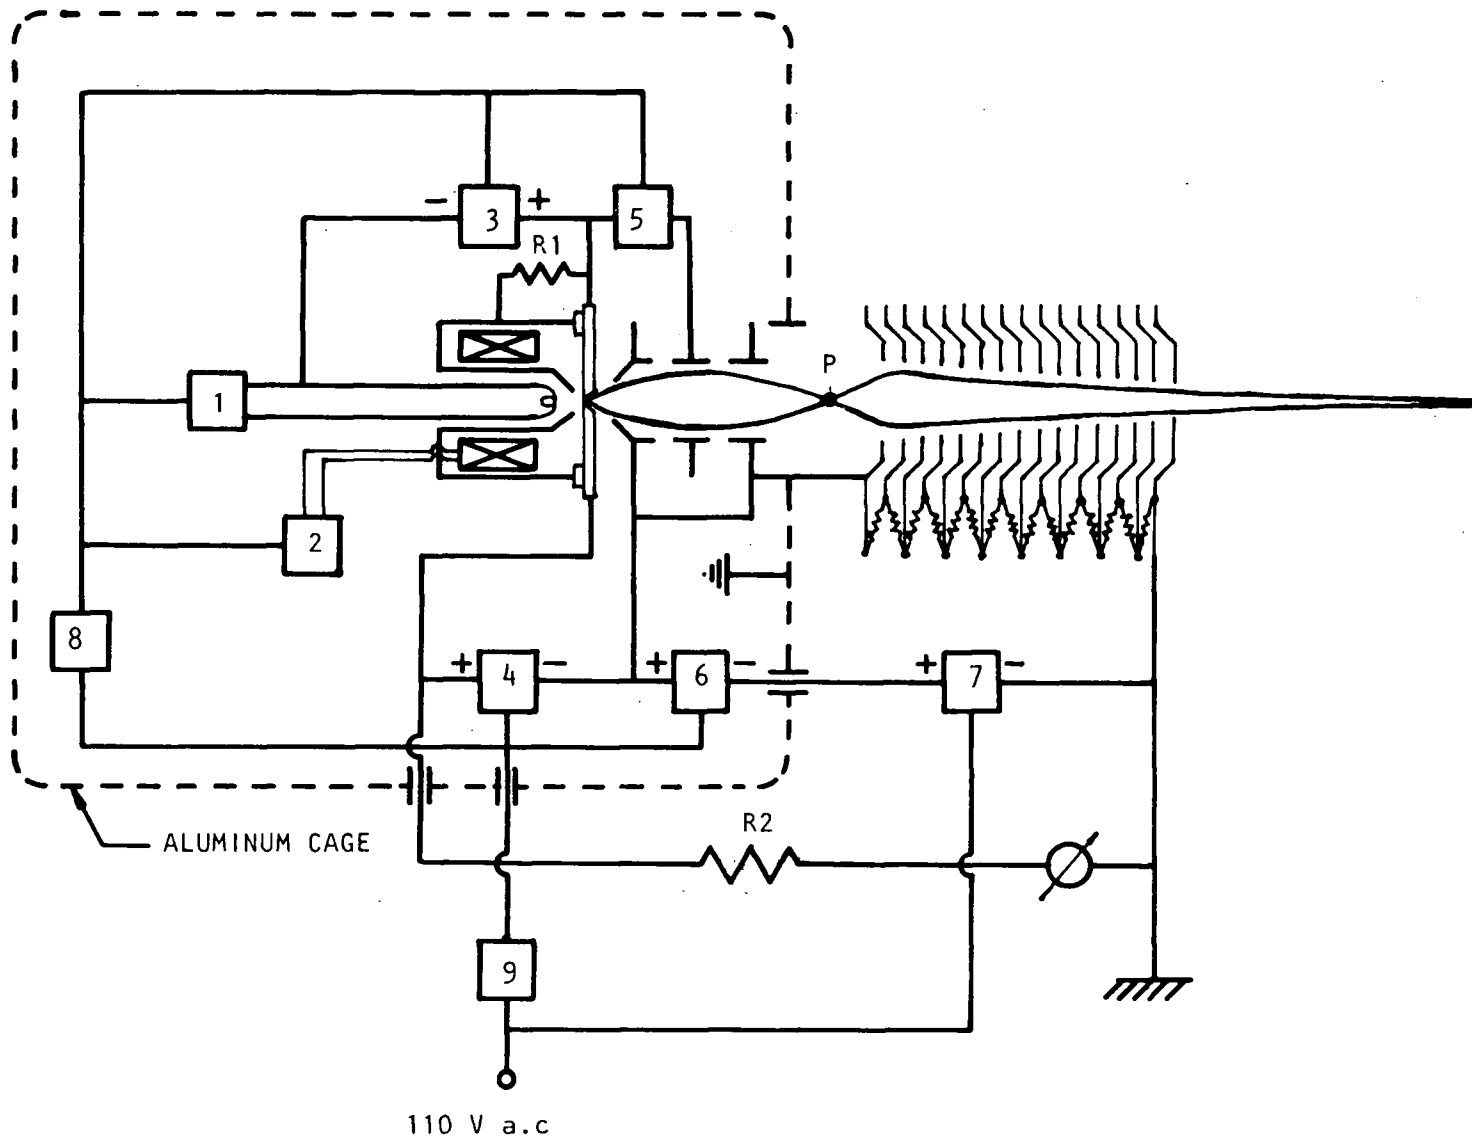 - 3 + 5
R1
P
1
2
8
+ 4 - + 6 - + 7 -
ALUMINUM CAGE
R2
9
110 V a.c